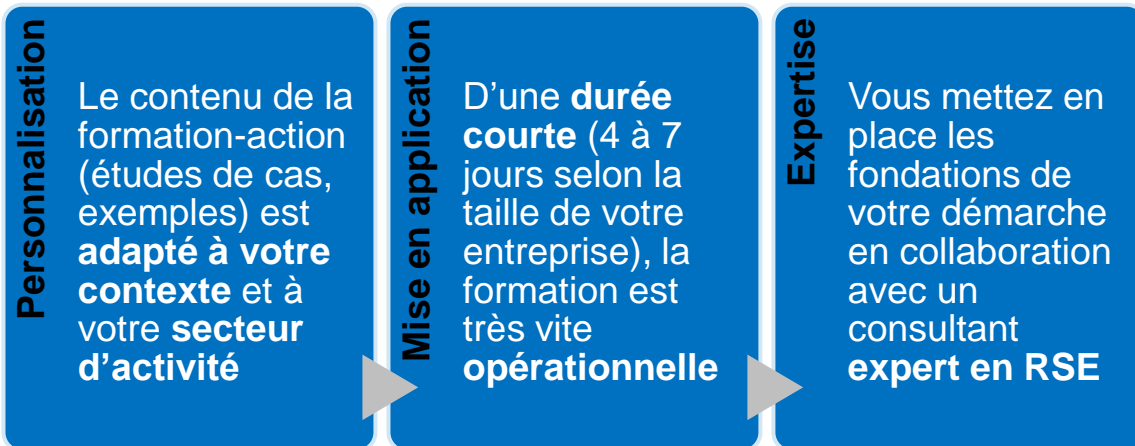 Personnalisation
Le contenu de la
formation-action
(études de cas,
exemples) est
adapté à votre
contexte et à
votre secteur
d’activité
Mise en application
D’une durée
courte (4 à 7
jours selon la
taille de votre
entreprise), la
formation est
très vite
opérationnelle
Expertise
Vous mettez en
place les
fondations de
votre démarche
en collaboration
avec un
consultant
expert en RSE